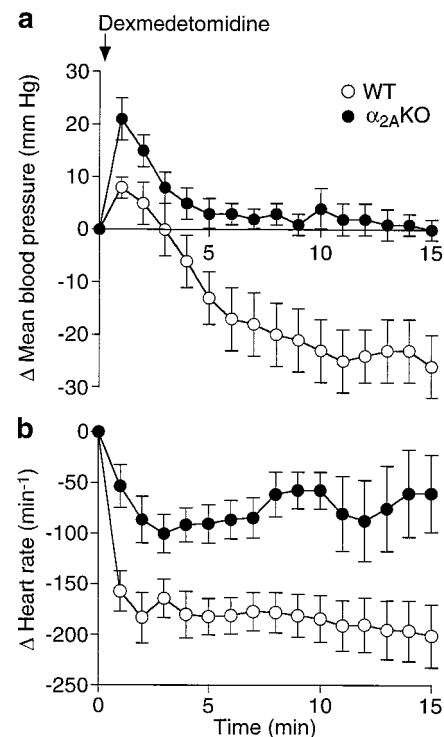 a
Dexmedetomidine
Δ Mean blood pressure (mm Hg)
30
20
10
0
-10
-20
-30
5
10
15
WT
α2AKO
b
Δ Heart rate (min⁻¹)
0
-50
-100
-150
-200
-250
0
5
10
15
Time (min)